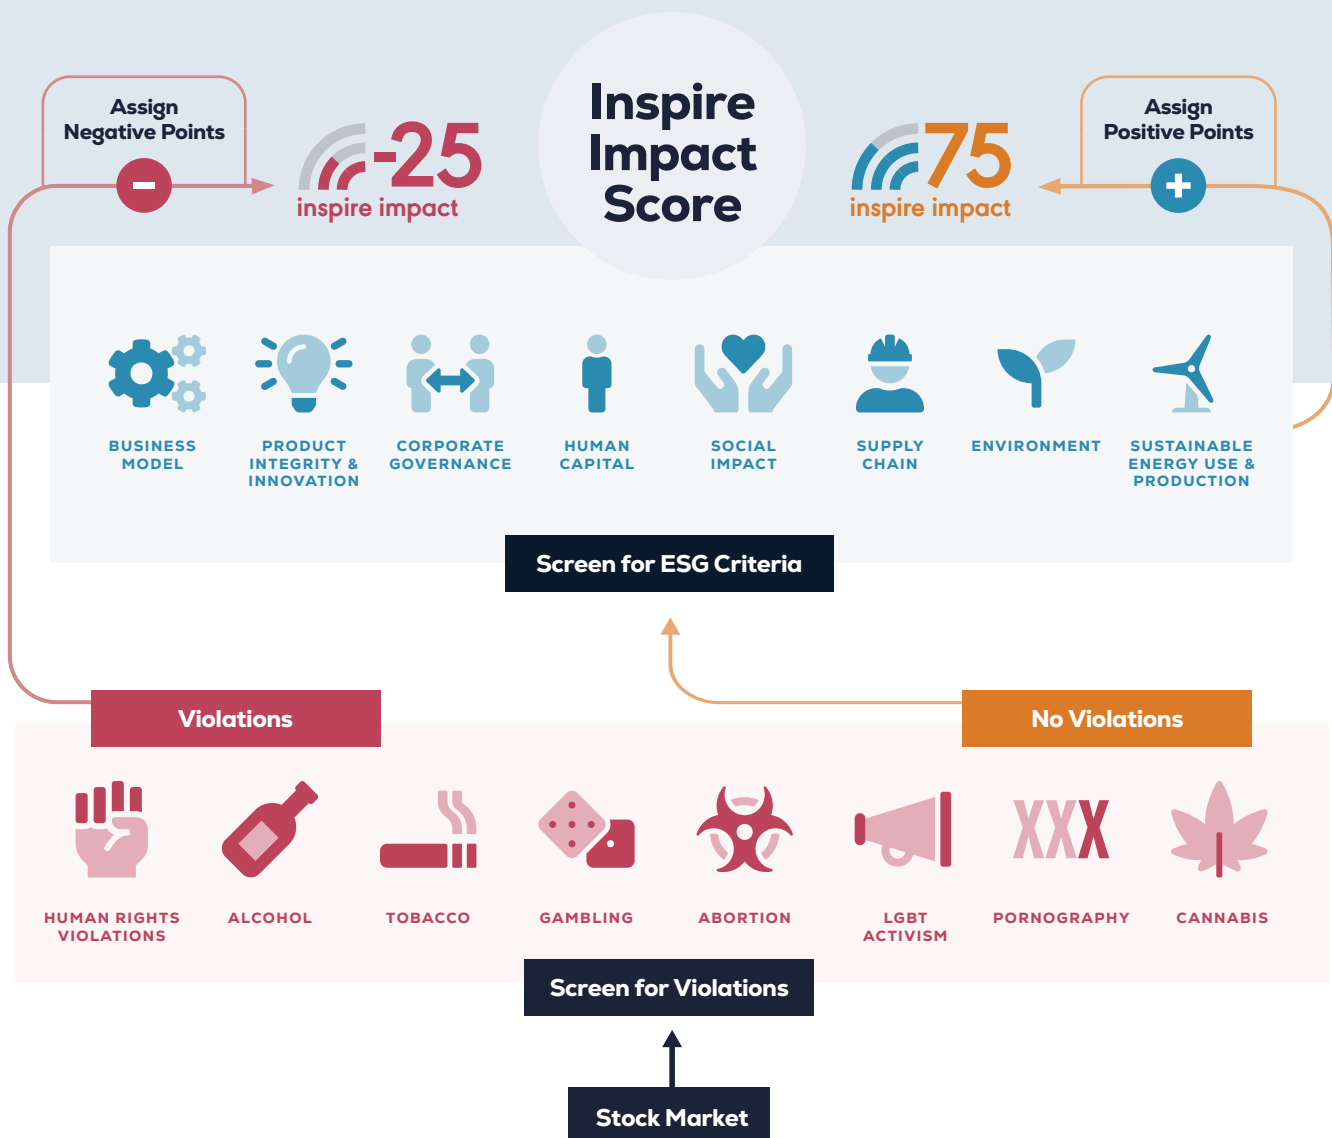 Inspire
Impact
Score
Assign
Negative Points
-25
inspire impact
75
inspire impact
Assign
Positive Points
BUSINESS
MODEL
PRODUCT
INTEGRITY &
INNOVATION
CORPORATE
GOVERNANCE
HUMAN
CAPITAL
SOCIAL
IMPACT
SUPPLY
CHAIN
ENVIRONMENT
SUSTAINABLE
ENERGY USE &
PRODUCTION
Screen for ESG Criteria
Violations
No Violations
XXX
HUMAN RIGHTS
VIOLATIONS
ALCOHOL
TOBACCO
GAMBLING
ABORTION
LGBT
ACTIVISM
PORNOGRAPHY
CANNABIS
Screen for Violations
Stock Market